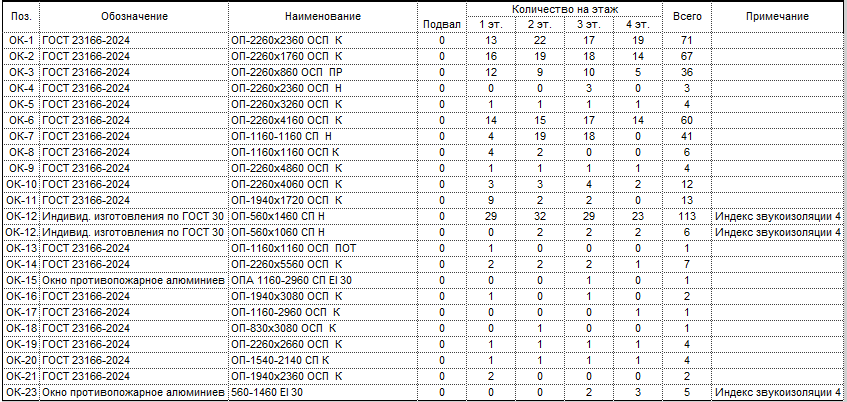 Поз. Обозначение Наименование Количество на этаж Всего Примечание
Подвал 1 эт. 2 эт. 3 эт. 4 эт.
ОК-1 ГОСТ 23166-2024 ОП-2260х2360 ОСП К 0 13 22 17 19 71
ОК-2 ГОСТ 23166-2024 ОП-2260х1760 ОСП К 0 16 19 18 14 67
ОК-3 ГОСТ 23166-2024 ОП-2260х860 ОСП ПР 0 12 9 10 5 36
ОК-4 ГОСТ 23166-2024 ОП-2260х2360 ОСП Н 0 0 0 3 0 3
ОК-5 ГОСТ 23166-2024 ОП-2260х3260 ОСП К 0 1 1 1 1 4
ОК-6 ГОСТ 23166-2024 ОП-2260х4160 ОСП К 0 14 15 17 14 60
ОК-7 ГОСТ 23166-2024 ОП-1160-1160 СП Н 0 4 19 18 0 41
ОК-8 ГОСТ 23166-2024 ОП-1160х1160 ОСП К 0 4 2 0 0 6
ОК-9 ГОСТ 23166-2024 ОП-2260х4860 ОСП К 0 1 1 1 1 4
ОК-10 ГОСТ 23166-2024 ОП-2260х4060 ОСП К 0 3 3 4 2 12
ОК-11 ГОСТ 23166-2024 ОП-1940х1720 ОСП К 0 9 2 2 0 13
ОК-12 Индивид. изготовления по ГОСТ 30 ОП-560х1460 СП Н 0 29 32 29 23 113 Индекс звукоизоляции 4
ОК-12. Индивид. изготовления по ГОСТ 30 ОП-560х1060 СП Н 0 0 2 2 2 6 Индекс звукоизоляции 4
ОК-13 ГОСТ 23166-2024 ОП-1160х1160 ОСП ПОТ 0 1 0 0 0 1
ОК-14 ГОСТ 23166-2024 ОП-2260х5560 ОСП К 0 2 2 2 1 7
ОК-15 Окно противопожарное алюминиев ОПА 1160-2960 СП EI 30 0 0 0 1 0 1
ОК-16 ГОСТ 23166-2024 ОП-1940х3080 ОСП К 0 1 0 1 0 2
ОК-17 ГОСТ 23166-2024 ОП-1160-2960 ОСП К 0 0 0 0 1 1
ОК-18 ГОСТ 23166-2024 ОП-830х3080 ОСП К 0 0 1 0 0 1
ОК-19 ГОСТ 23166-2024 ОП-2260х2660 ОСП К 0 1 1 1 1 4
ОК-20 ГОСТ 23166-2024 ОП-1540-2140 СП К 0 1 1 1 1 4
ОК-21 ГОСТ 23166-2024 ОП-1940х2360 ОСП К 0 2 0 0 0 2
ОК-23 Окно противопожарное алюминиев 560-1460 EI 30 0 0 0 2 3 5 Индекс звукоизоляции 4